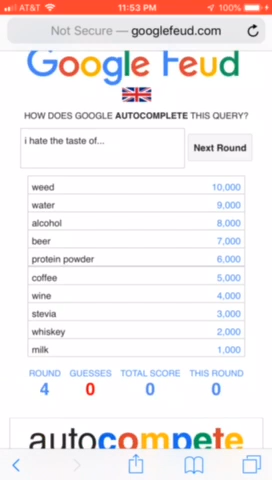 AT&T
11:53 PM
100%
Not Secure — googlefeud.com
Google Feud
HOW DOES GOOGLE AUTOCOMPLETE THIS QUERY?
i hate the taste of...
Next Round
weed 10,000
water 9,000
alcohol 8,000
beer 7,000
protein powder 6,000
coffee 5,000
wine 4,000
stevia 3,000
whiskey 2,000
milk 1,000
ROUND GUESSES TOTAL SCORE THIS ROUND
4 0 0 0
autocompete